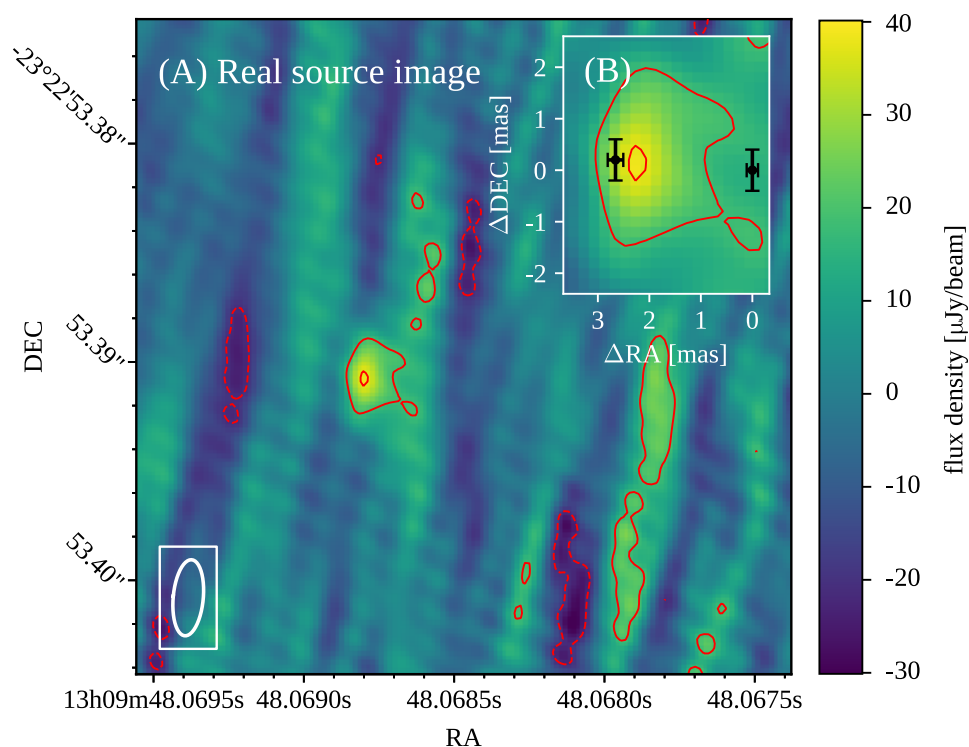 (A) Real source image
(B)
-23°22'53.38"
53.39"
53.40"
DEC
13h09m48.0695s 48.0690s 48.0685s 48.0680s 48.0675s
RA
2
1
0
-1
-2
ΔDEC [mas]
3 2 1 0
ΔRA [mas]
40
30
20
10
0
-10
-20
-30
flux density [μJy/beam]